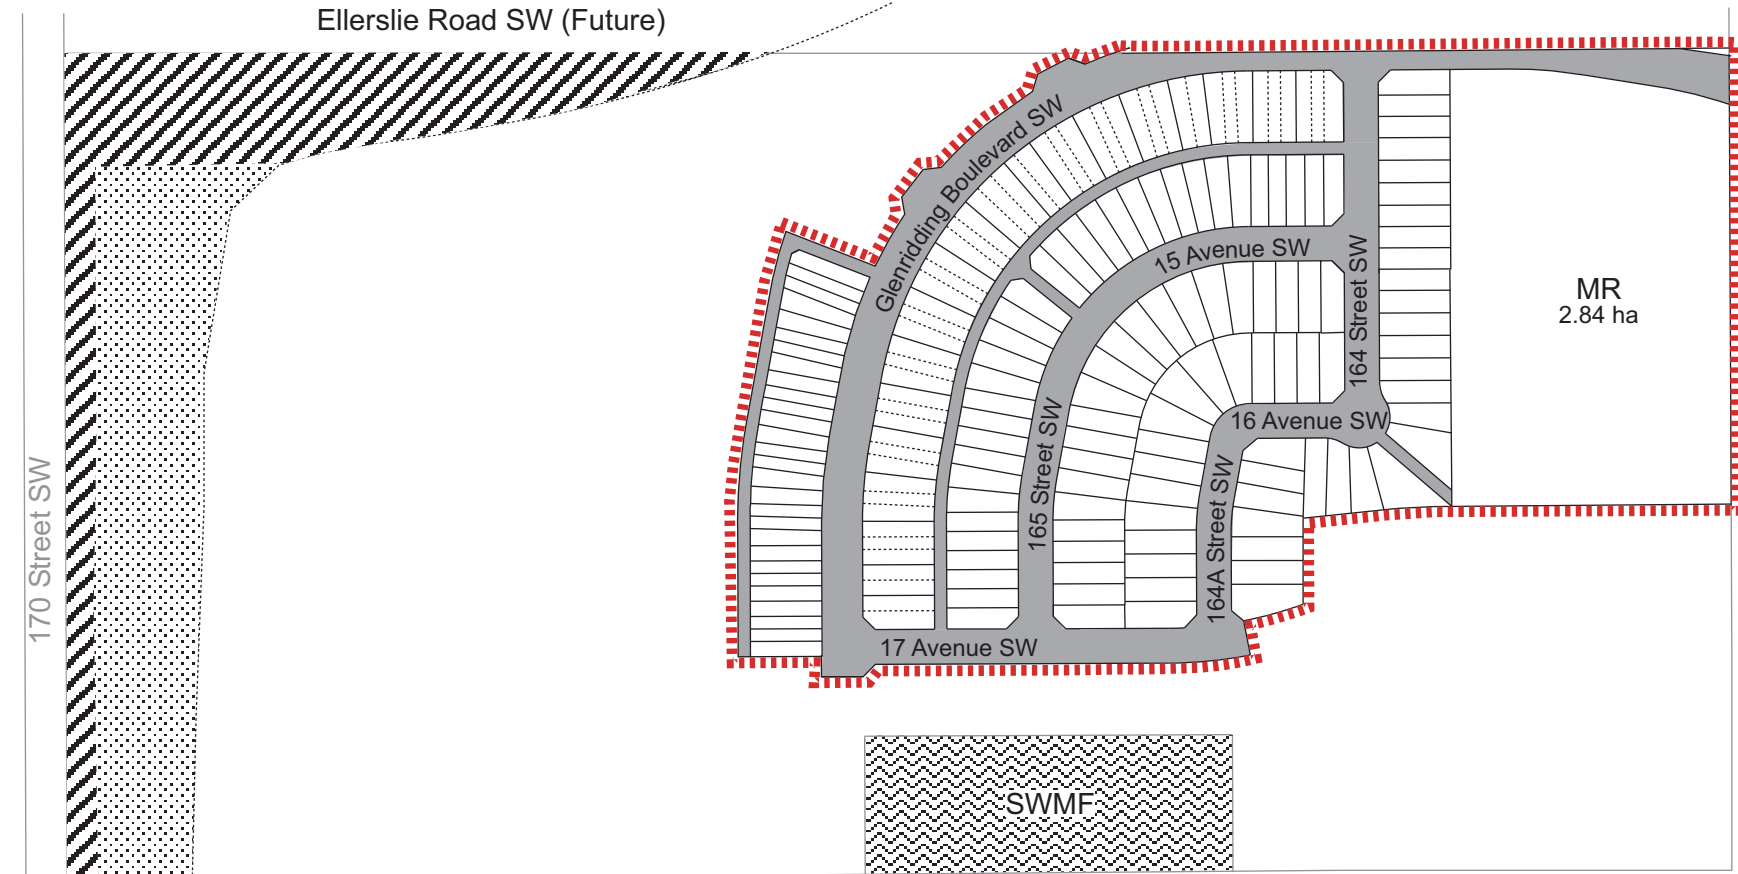 Ellerslie Road SW (Future)
Glenridding Boulevard SW
15 Avenue SW
164 Street SW
MR
2.84 ha
16 Avenue SW
165 Street SW
164A Street SW
170 Street SW
17 Avenue SW
SWMF